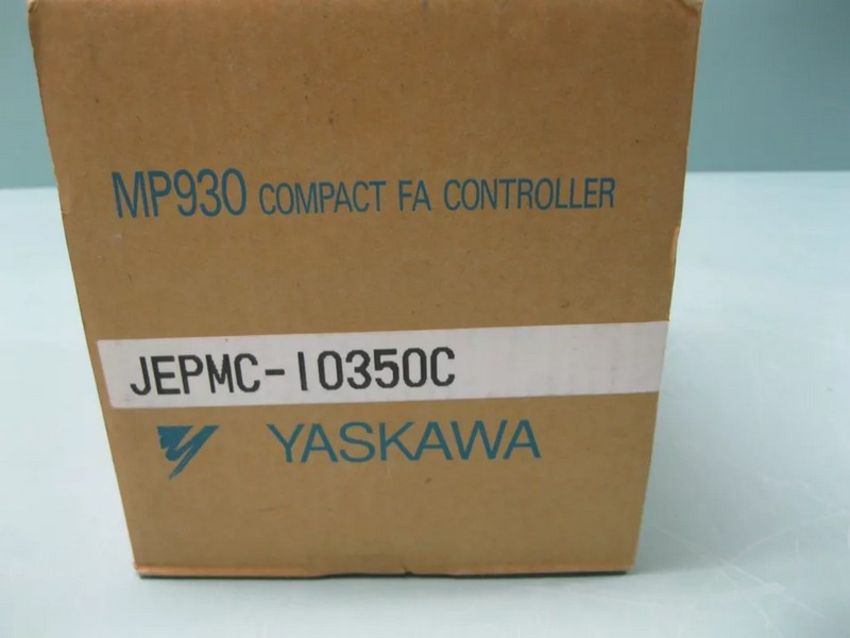 MP930 COMPACT FA CONTROLLER
JEPMC-IO350C
YASKAWA